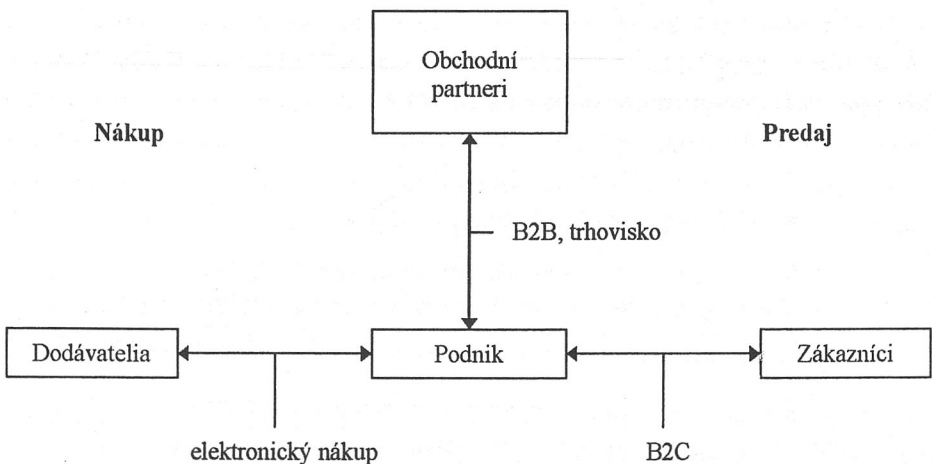 Obchodní
partneri
Nákup
Predaj
B2B, trhovisko
Dodávatelia
Podnik
Zákazníci
elektronický nákup
B2C